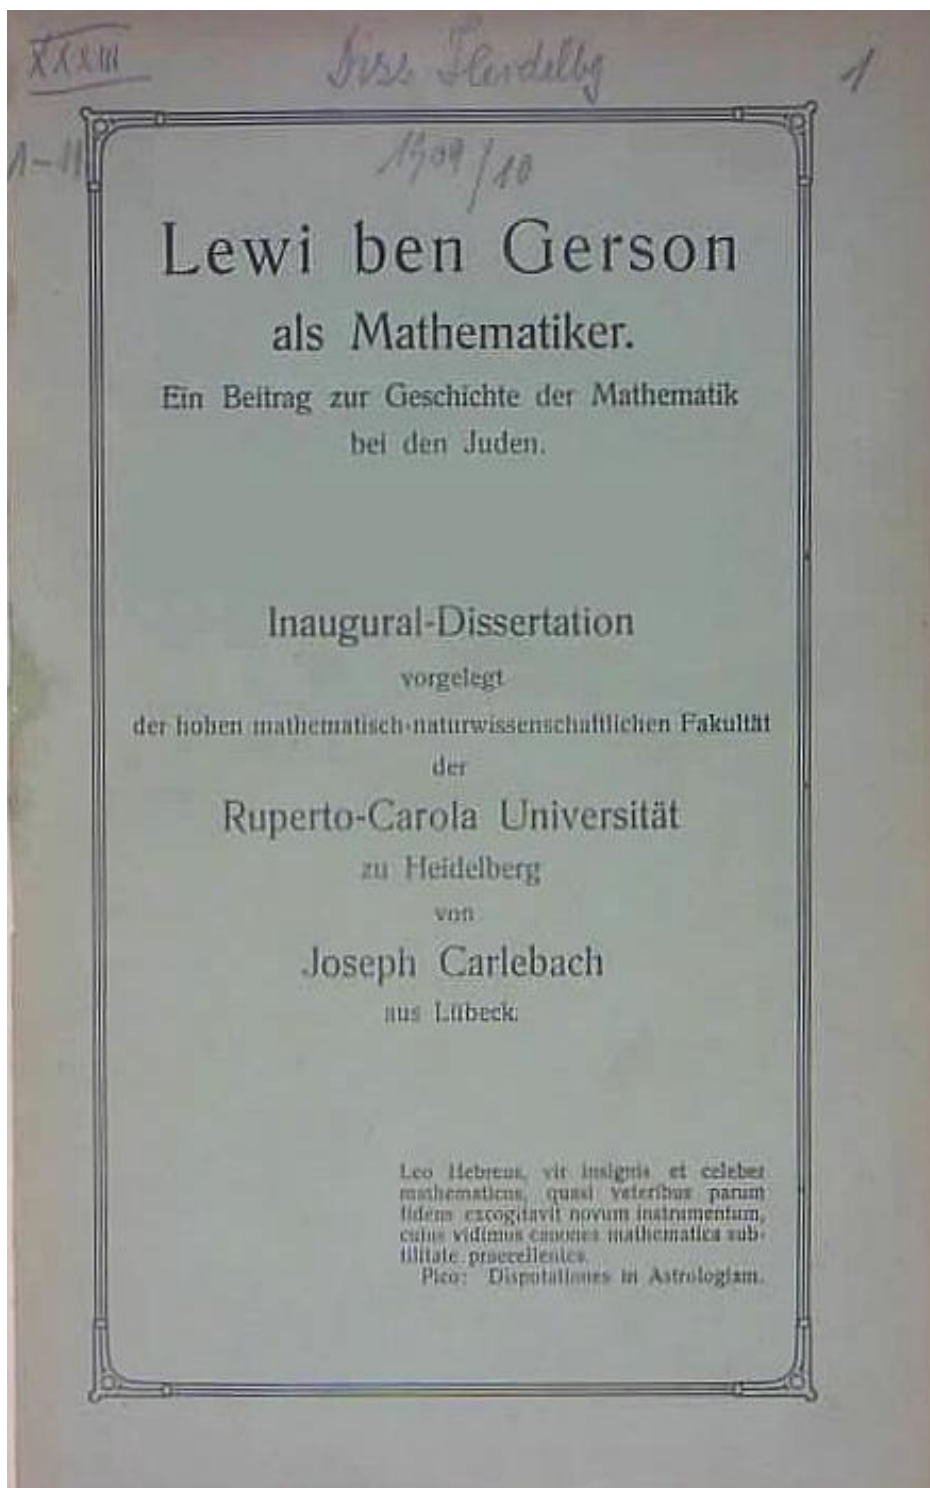 XXXIII
Diss Heidelbg
1
1909/10
Lewi ben Gerson
als Mathematiker.
Ein Beitrag zur Geschichte der Mathematik
bei den Juden.
Inaugural-Dissertation
vorgelegt
der hohen mathematisch-naturwissenschaftlichen Fakultät
der
Ruperto-Carola Universität
zu Heidelberg
von
Joseph Carlebach
aus Lübeck.
Leo Hebreus, vir insignis et celeber
mathematicus, quasi veteribus parum
fidens excogitavit novum instrumentum,
cuius vidimus canones mathematica sub-
tilitate praecellentes.
Pico: Disputationes in Astrologiam.